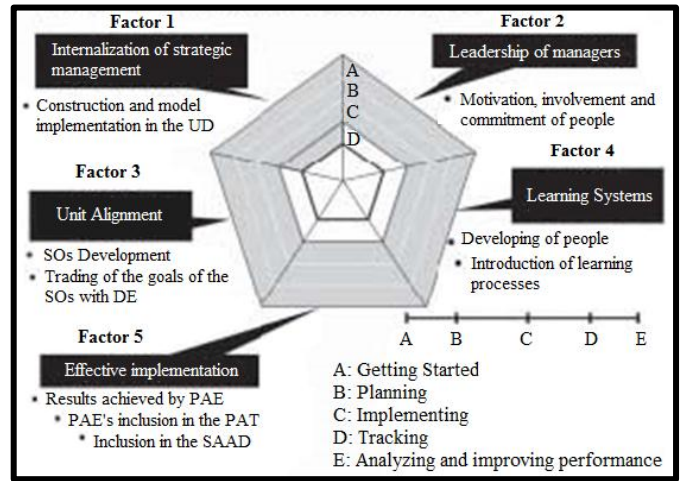 Factor 1
Internalization of strategic
management
• Construction and model
implementation in the UD
Factor 2
Leadership of managers
• Motivation, involvement and
commitment of people
Factor 3
Unit Alignment
• SOs Development
• Trading of the goals of the
SOs with DE
Factor 4
Learning Systems
• Developing of people
• Introduction of learning
processes
Factor 5
Effective implementation
• Results achieved by PAE
• PAE's inclusion in the PAT
• Inclusion in the SAAD
A
B
C
D
A B C D E
A: Getting Started
B: Planning
C: Implementing
D: Tracking
E: Analyzing and improving performance